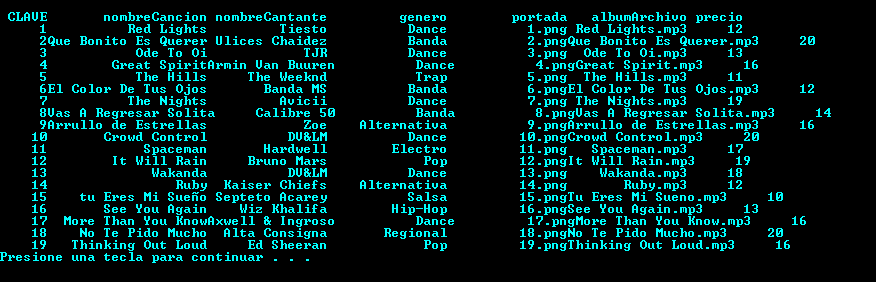 CLAVE nombreCancion nombreCantante genero portada albumArchivo precio
1 Red Lights Tiesto Dance 1.png Red Lights.mp3 12
2Que Bonito Es Querer Ulices Chaidez Banda 2.pngQue Bonito Es Querer.mp3 20
3 Ode To Oi TJR Dance 3.png Ode To Oi.mp3 13
4 Great SpiritArmin Van Buuren Dance 4.pngGreat Spirit.mp3 16
5 The Hills The Weeknd Trap 5.png The Hills.mp3 11
6El Color De Tus Ojos Banda MS Banda 6.pngEl Color De Tus Ojos.mp3 12
7 The Nights Avicii Dance 7.png The Nights.mp3 19
8Vas A Regresar Solita Calibre 50 Banda 8.pngVas A Regresar Solita.mp3 14
9Arrullo de Estrellas Zoe Alternativa 9.pngArrullo de Estrellas.mp3 16
10 Crowd Control DV&LM Dance 10.pngCrowd Control.mp3 20
11 Spaceman Hardwell Electro 11.png Spaceman.mp3 17
12 It Will Rain Bruno Mars Pop 12.pngIt Will Rain.mp3 19
13 Wakanda DV&LM Dance 13.png Wakanda.mp3 18
14 Ruby Kaiser Chiefs Alternativa 14.png Ruby.mp3 12
15 tu Eres Mi Sueño Septeto Acarey Salsa 15.pngTu Eres Mi Sueno.mp3 10
16 See You Again Wiz Khalifa Hip-Hop 16.pngSee You Again.mp3 13
17 More Than You KnowAxwell & Ingroso Dance 17.pngMore Than You Know.mp3 16
18 No Te Pido Mucho Alta Consigna Regional 18.pngNo Te Pido Mucho.mp3 20
19 Thinking Out Loud Ed Sheeran Pop 19.pngThinking Out Loud.mp3 16
Presione una tecla para continuar . . .